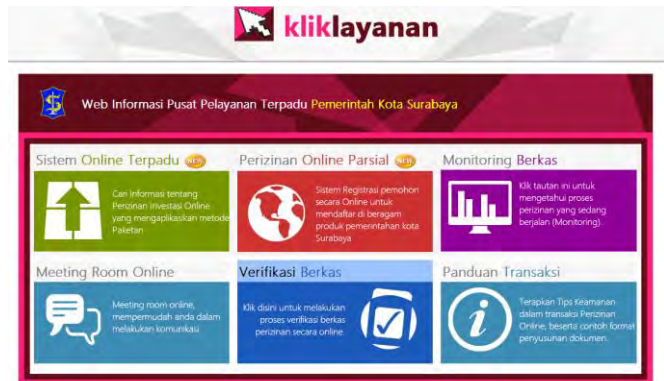 kliklayanan
Web Informasi Pusat Pelayanan Terpadu Pemerintah Kota Surabaya
Sistem Online Terpadu NEW
Cari Informasi tentang
Perizinan Investasi Online
yang mengaplikasikan metode
Paketan
Perizinan Online Parsial NEW
Sistem Registrasi pemohon
secara Online untuk
mendaftar di beragam
produk pemerintahan kota
Surabaya
Monitoring Berkas
Klik tautan ini untuk
mengetahui proses
perizinan yang sedang
berjalan (Monitoring).
Meeting Room Online
Meeting room online,
mempermudah anda dalam
melakukan komunikasi
Verifikasi Berkas
Klik disini untuk melakukan
proses verifikasi berkas
perizinan secara online.
Panduan Transaksi
Terapkan Tips Keamanan
dalam transaksi Perizinan
Online, beserta contoh format
penyusunan dokumen.